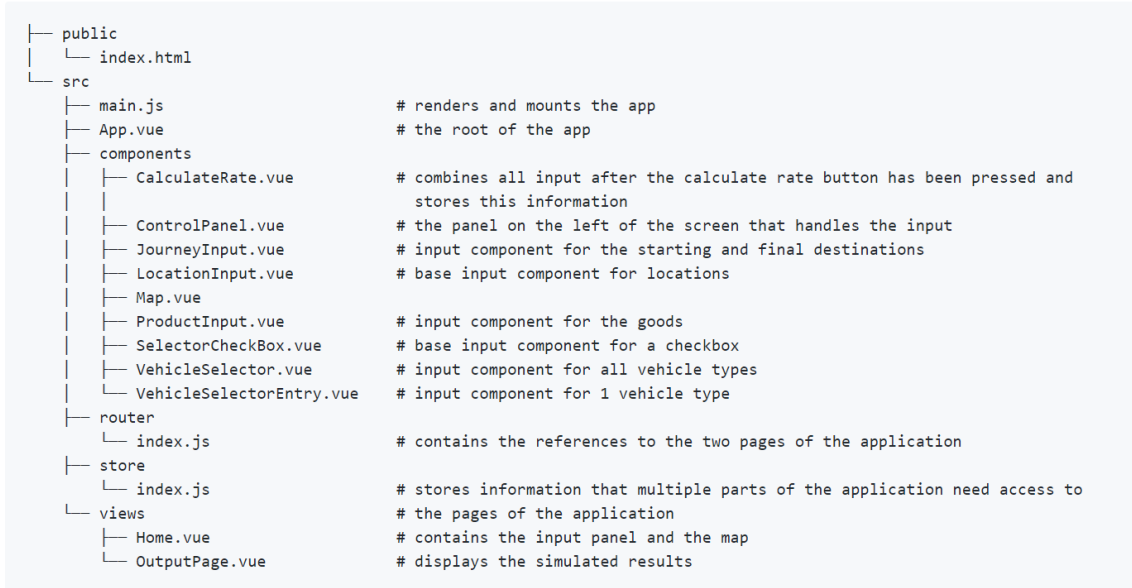 ├── public
│   └── index.html
└── src
    ├── main.js                         # renders and mounts the app
    ├── App.vue                         # the root of the app
    ├── components
    │   ├── CalculateRate.vue           # combines all input after the calculate rate button has been pressed and
    │   │                                 stores this information
    │   ├── ControlPanel.vue            # the panel on the left of the screen that handles the input
    │   ├── JourneyInput.vue            # input component for the starting and final destinations
    │   ├── LocationInput.vue           # base input component for locations
    │   ├── Map.vue
    │   ├── ProductInput.vue            # input component for the goods
    │   ├── SelectorCheckBox.vue        # base input component for a checkbox
    │   ├── VehicleSelector.vue         # input component for all vehicle types
    │   └── VehicleSelectorEntry.vue    # input component for 1 vehicle type
    ├── router
        └── index.js                    # contains the references to the two pages of the application
    ├── store
        └── index.js                    # stores information that multiple parts of the application need access to
    └── views                           # the pages of the application
        ├── Home.vue                    # contains the input panel and the map
        └── OutputPage.vue              # displays the simulated results